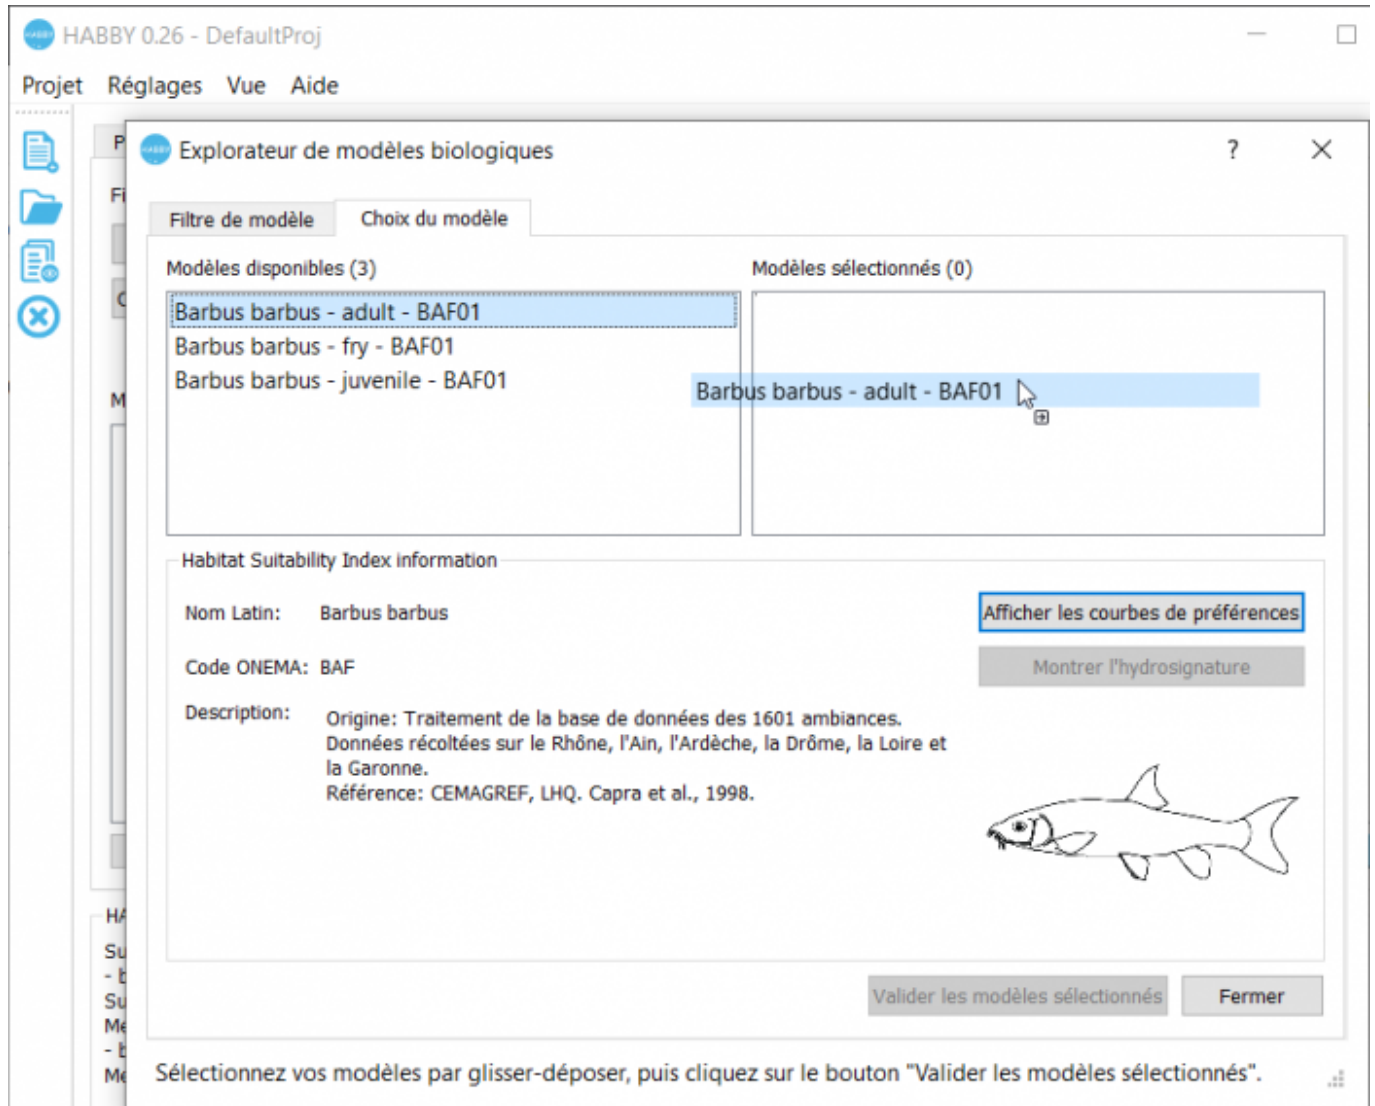 HABBY 0.26 - DefaultProj
Projet Réglages Vue Aide
Explorateur de modèles biologiques
Filtre de modèle Choix du modèle
Modèles disponibles (3) Modèles sélectionnés (0)
Barbus barbus - adult - BAF01
Barbus barbus - fry - BAF01
Barbus barbus - juvenile - BAF01
Barbus barbus - adult - BAF01
Habitat Suitability Index information
Nom Latin: Barbus barbus
Afficher les courbes de préférences
Code ONEMA: BAF
Montrer l'hydrosignature
Description: Origine: Traitement de la base de données des 1601 ambiances.
Données récoltées sur le Rhône, l'Ain, l'Ardèche, la Drôme, la Loire et
la Garonne.
Référence: CEMAGREF, LHQ. Capra et al., 1998.
Valider les modèles sélectionnés Fermer
Sélectionnez vos modèles par glisser-déposer, puis cliquez sur le bouton "Valider les modèles sélectionnés".